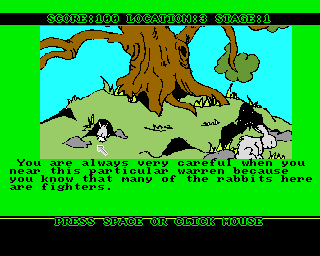 SCORE:100 LOCATION:3 STAGE:1
You are always very careful when you
near this particular warren because
you know that many of the rabbits here
are fighters.
PRESS SPACE OR CLICK MOUSE